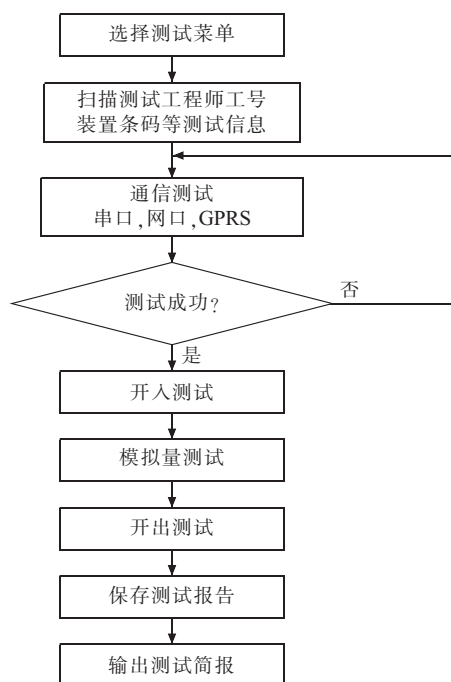 选择测试菜单
扫描测试工程师工号
装置条码等测试信息
通信测试
串口,网口,GPRS
测试成功?
否
是
开入测试
模拟量测试
开出测试
保存测试报告
输出测试简报